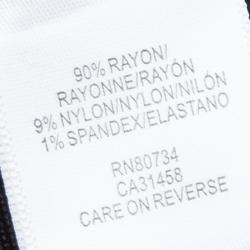 90% RAYON/
RAYONNE/RAYÓN
9% NYLON/NYLON/NILÓN
1% SPANDEX/ELASTANO
RN80734
CA31458
CARE ON REVERSE